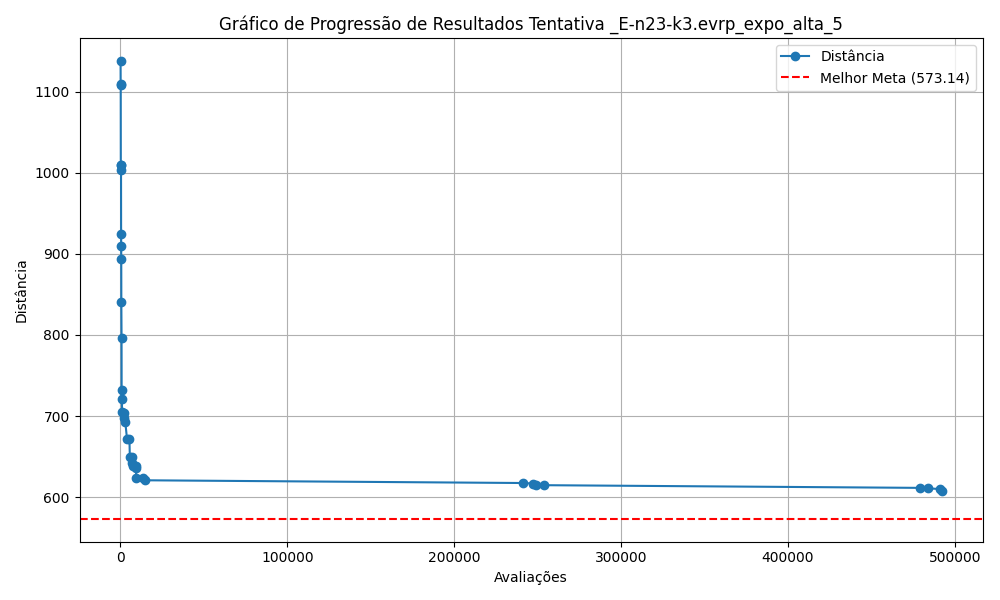 Gráfico de Progressão de Resultados Tentativa _E-n23-k3.evrp_expo_alta_5
Distância
Melhor Meta (573.14)
1100
1000
900
800
700
600
Distância
0
100000
200000
300000
400000
500000
Avaliações